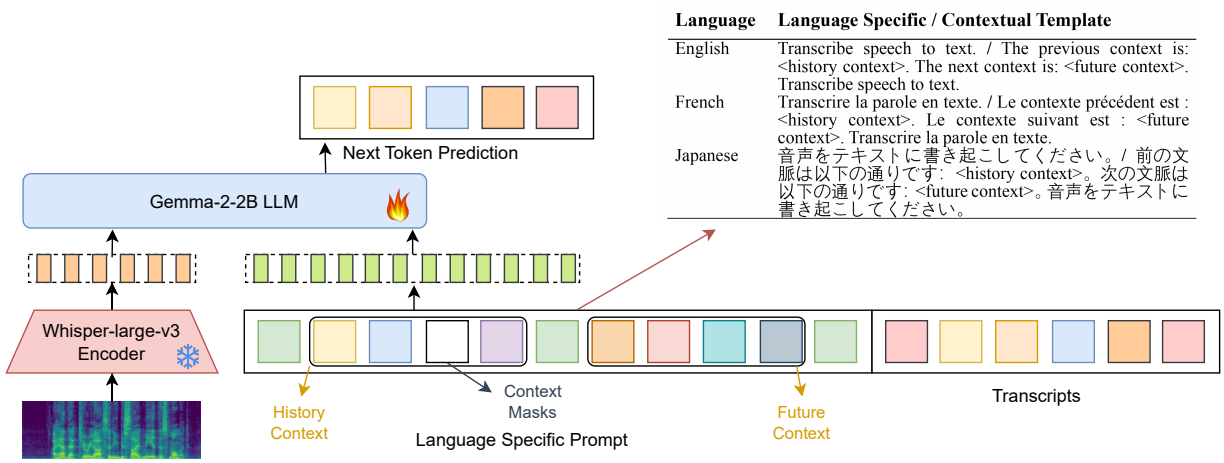 Language Language Specific / Contextual Template
English Transcribe speech to text. / The previous context is:
<history context>. The next context is: <future context>.
Transcribe speech to text.
French Transcrire la parole en texte. / Le contexte précédent est :
<history context>. Le contexte suivant est : <future
context>. Transcrire la parole en texte.
Japanese 音声をテキストに書き起こしてください。/ 前の文
脈は以下の通りです: <history context>。次の文脈は
以下の通りです: <future context>。音声をテキストに
書き起こしてください。
Next Token Prediction
Gemma-2-2B LLM
Whisper-large-v3
Encoder
History
Context
Context
Masks
Future
Context
Language Specific Prompt
Transcripts